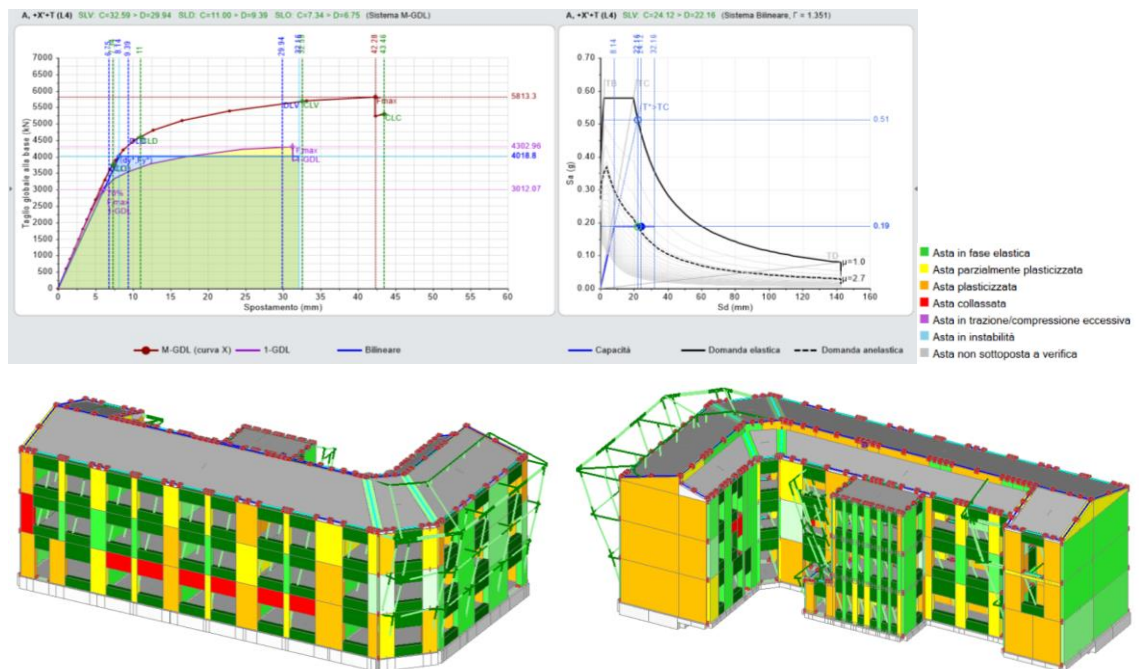 A, +X'+T (L4) SLV: C=32.59 > D=29.94 SLD: C=11.00 > D=9.39 SLO: C=7.34 > D=6.75 (Sistema M-GDL)
6.75
8.14
9.39
11
29.94
32.16
32.59
42.28
43.46
7000
6500
6000
5500
5000
4500
4000
3500
3000
2500
2000
1500
1000
500
0
Taglio globale alla base (kN)
5813.3
4302.96
4018.8
3012.07
Fmax
CLC
DLV
CLV
CLD
Fmax
1-GDL
70%
Fmax
1-GDL
0 5 10 15 20 25 30 35 40 45 50 55 60
Spostamento (mm)
M-GDL (curva X) 1-GDL Bilineare
A, +X'+T (L4) SLV: C=24.12 > D=22.16 (Sistema Bilineare, Γ = 1.351)
8.14
22.16
24.12
32.16
0.70
0.60
0.50
0.40
0.30
0.20
0.10
0.00
Sa (g)
TB
TC
T*>TC
TD
0.51
0.19
μ=1.0
μ=2.7
0 20 40 60 80 100 120 140 160
Sd (mm)
Capacità Domanda elastica Domanda anelastica
Asta in fase elastica
Asta parzialmente plasticizzata
Asta plasticizzata
Asta collassata
Asta in trazione/compressione eccessiva
Asta in instabilità
Asta non sottoposta a verifica